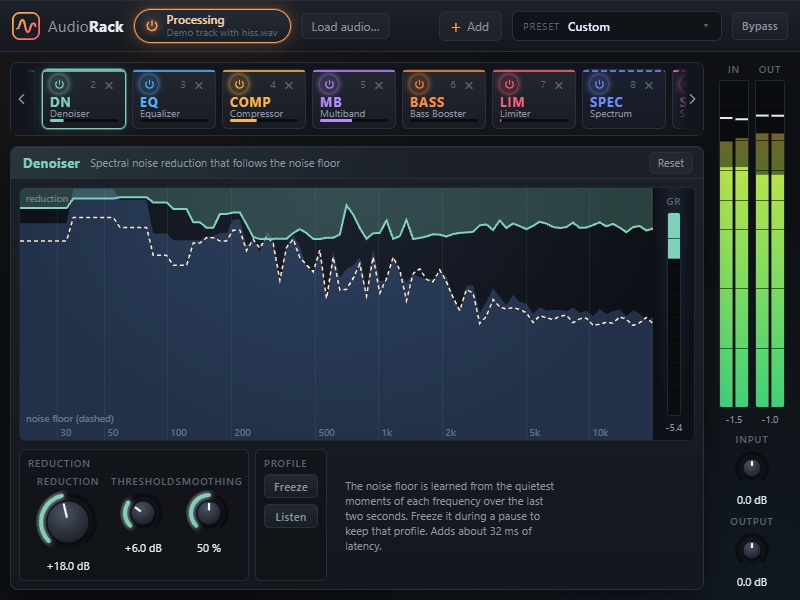 AudioRack
Processing
Demo track with hiss.wav
Load audio...
+ Add
PRESET Custom
Bypass
2
DN
Denoiser
3
EQ
Equalizer
4
COMP
Compressor
5
MB
Multiband
6
BASS
Bass Booster
7
LIM
Limiter
8
SPEC
Spectrum
IN OUT
Denoiser Spectral noise reduction that follows the noise floor
Reset
reduction
GR
noise floor (dashed)
30 50 100 200 500 1k 2k 5k 10k
-5.4
-1.5 -1.0
REDUCTION
REDUCTION THRESHOLD SMOOTHING
+18.0 dB
+6.0 dB
50 %
PROFILE
Freeze
Listen
The noise floor is learned from the quietest
moments of each frequency over the last
two seconds. Freeze it during a pause to
keep that profile. Adds about 32 ms of
latency.
INPUT
0.0 dB
OUTPUT
0.0 dB